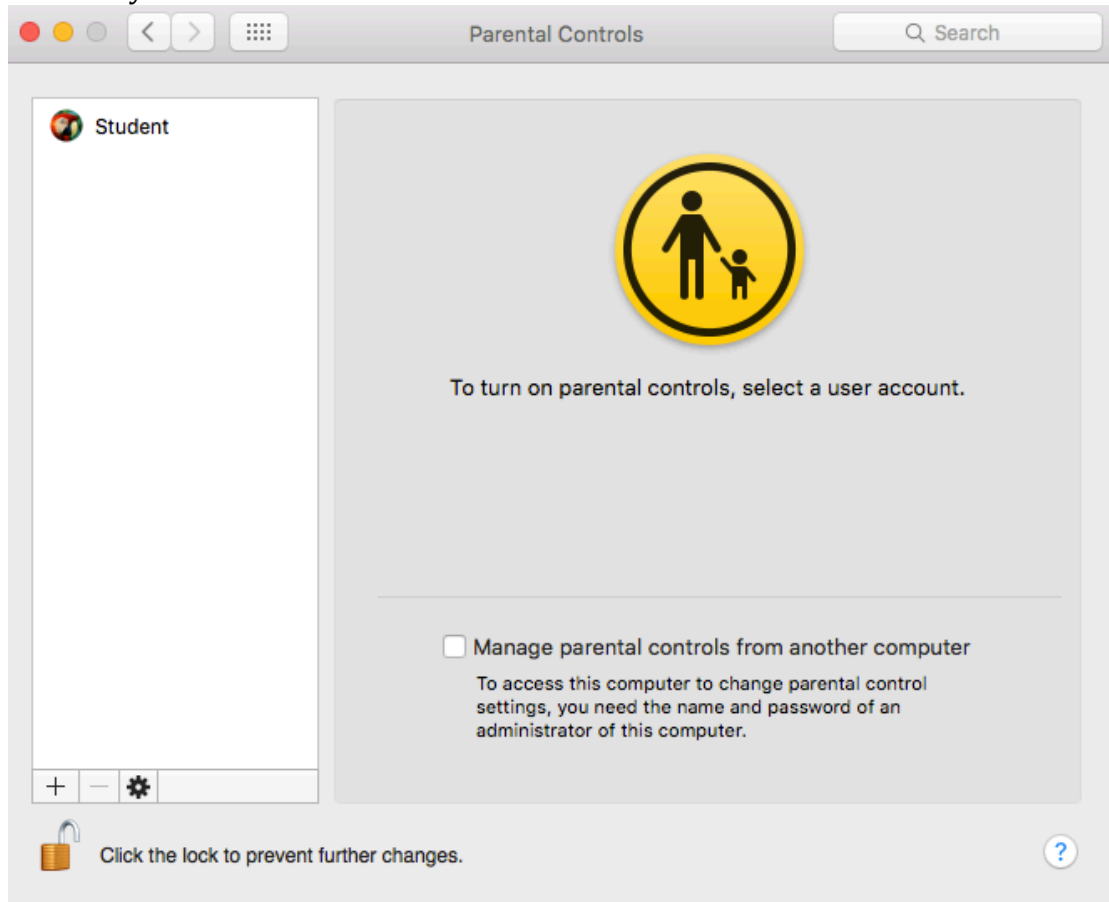 Parental Controls
Search
Student
To turn on parental controls, select a user account.
Manage parental controls from another computer
To access this computer to change parental control
settings, you need the name and password of an
administrator of this computer.
Click the lock to prevent further changes.
?